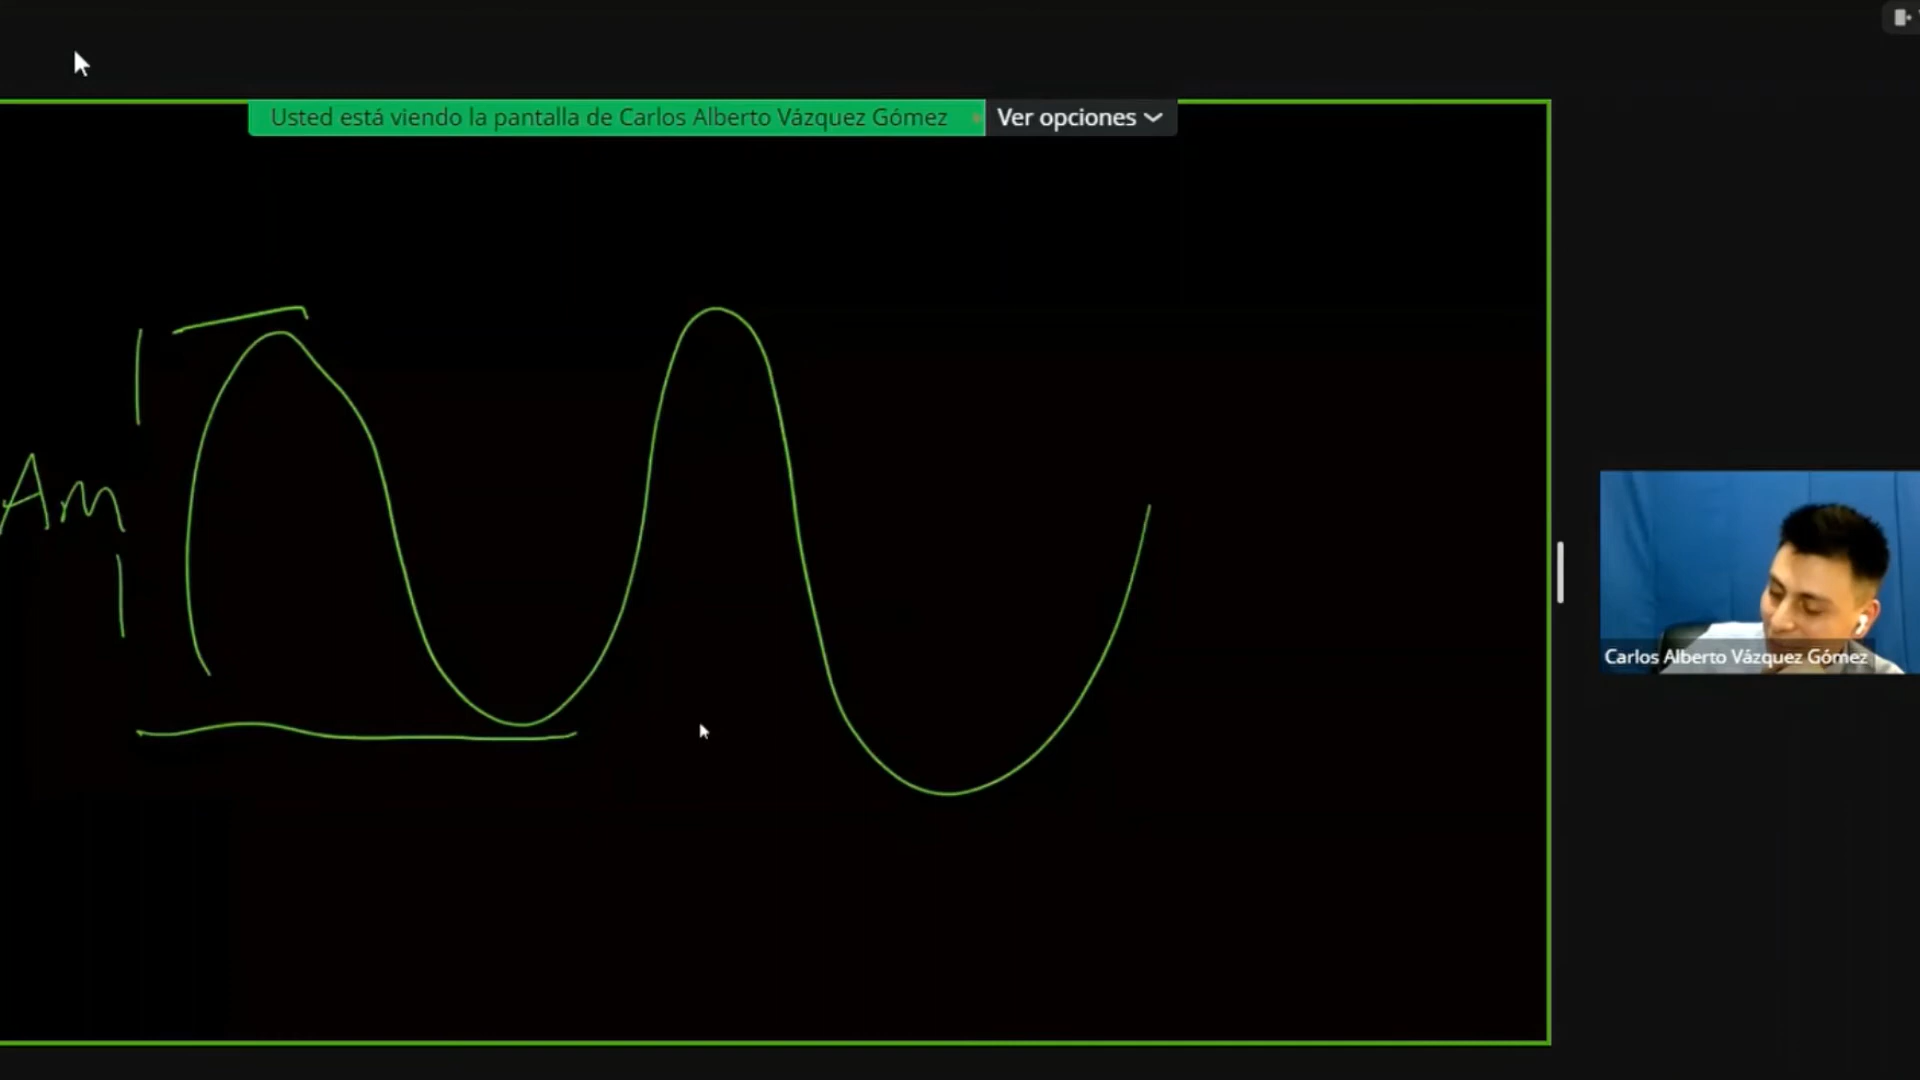 Usted está viendo la pantalla de Carlos Alberto Vázquez Gómez Ver opciones
Am
Carlos Alberto Vázquez Gómez